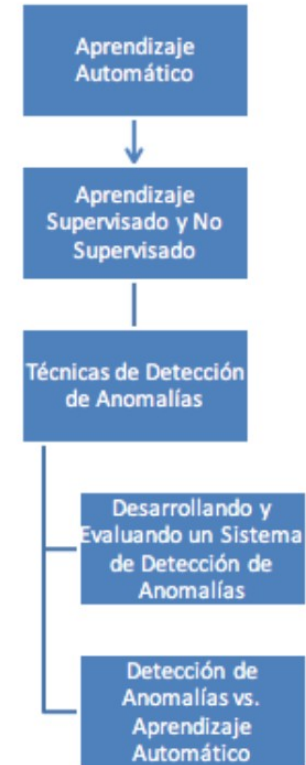 Aprendizaje
Automático
Aprendizaje
Supervisado y No
Supervisado
Técnicas de Detección
de Anomalías
Desarrollando y
Evaluando un Sistema
de Detección de
Anomalías
Detección de
Anomalías vs.
Aprendizaje
Automático